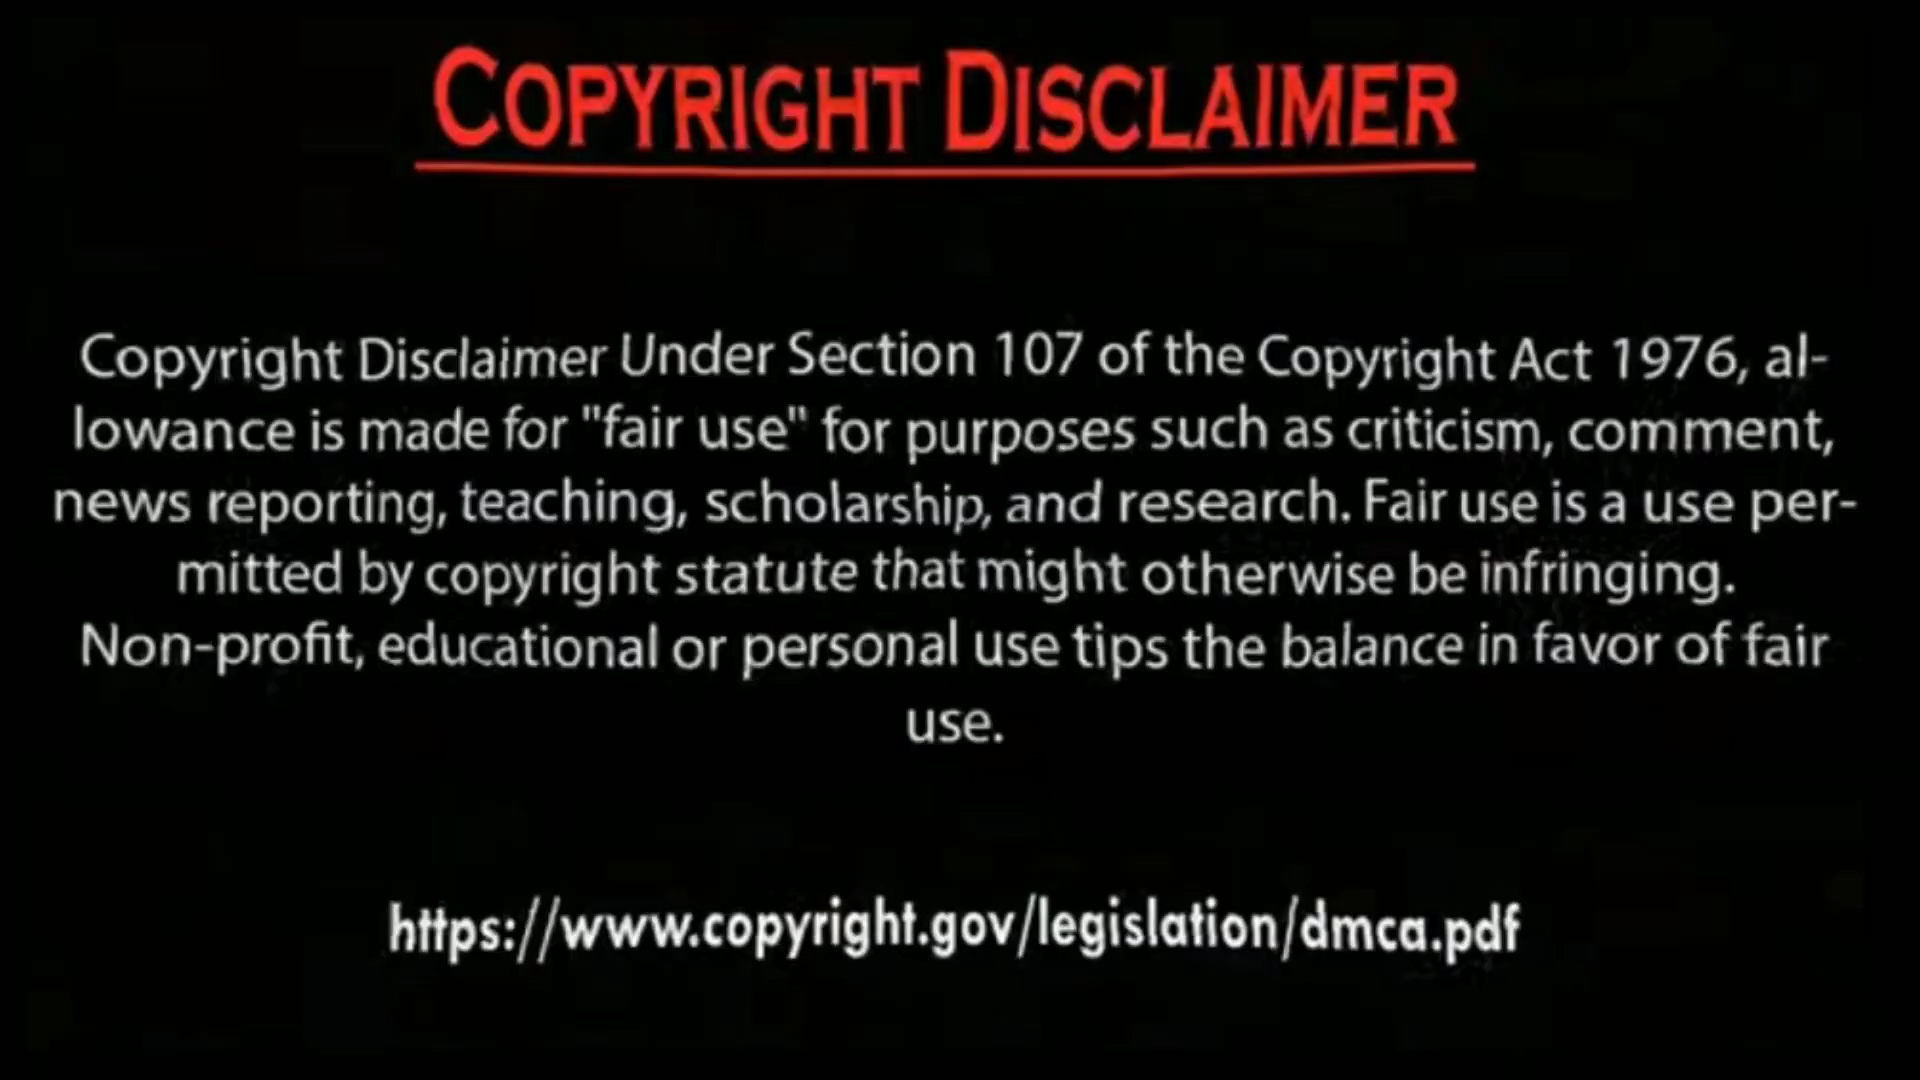 COPYRIGHT DISCLAIMER
Copyright Disclaimer Under Section 107 of the Copyright Act 1976, al-
lowance is made for "fair use" for purposes such as criticism, comment,
news reporting, teaching, scholarship, and research. Fair use is a use per-
mitted by copyright statute that might otherwise be infringing.
Non-profit, educational or personal use tips the balance in favor of fair
use.
https://www.copyright.gov/legislation/dmca.pdf